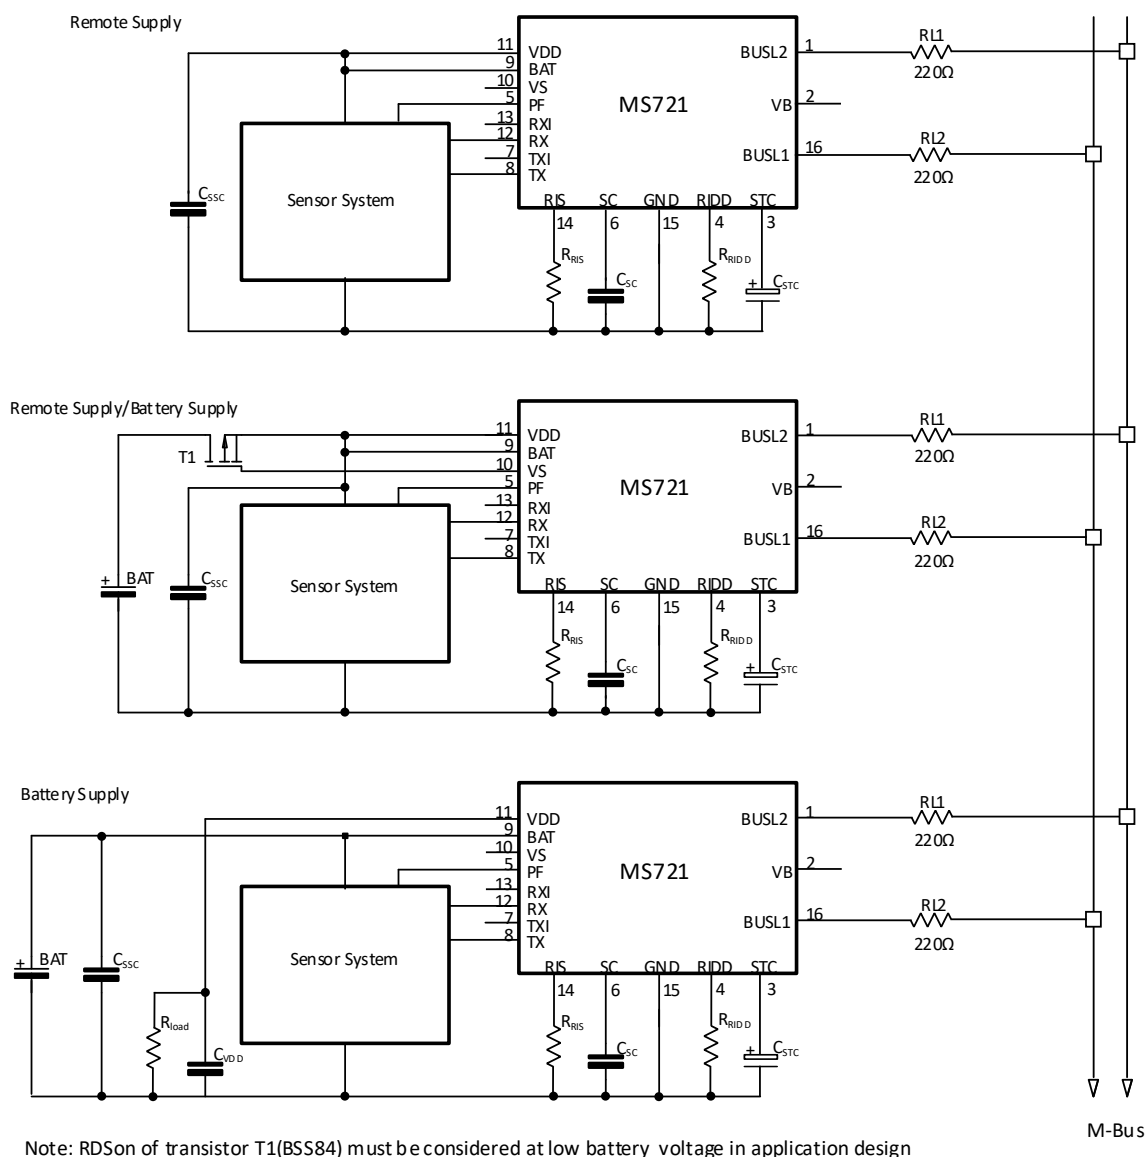 Remote Supply
RL1
11 VDD BUSL2 1
9 BAT 220Ω
10 VS
5 PF MS721 VB 2
13 RXI
12 RX RL2
7 TXI BUSL1 16
8 TX 220Ω
CSSC Sensor System
RIS SC GND RIDD STC
14 6 15 4 3
RRIS RRIDD
CSC + CSTC
Remote Supply/Battery Supply
RL1
11 VDD BUSL2 1
9 BAT 220Ω
T1
10 VS
5 PF MS721 VB 2
13 RXI
12 RX RL2
7 TXI BUSL1 16
8 TX 220Ω
+ BAT CSSC Sensor System
RIS SC GND RIDD STC
14 6 15 4 3
RRIS RRIDD
CSC + CSTC
Battery Supply
RL1
11 VDD BUSL2 1
9 BAT 220Ω
10 VS
5 PF MS721 VB 2
13 RXI
12 RX RL2
7 TXI BUSL1 16
8 TX 220Ω
+ BAT CSSC Sensor System
RIS SC GND RIDD STC
14 6 15 4 3
Rload RRIS RRIDD
CVDD CSC + CSTC
M-Bus
Note: RDSon of transistor T1(BSS84) must be considered at low battery voltage in application design